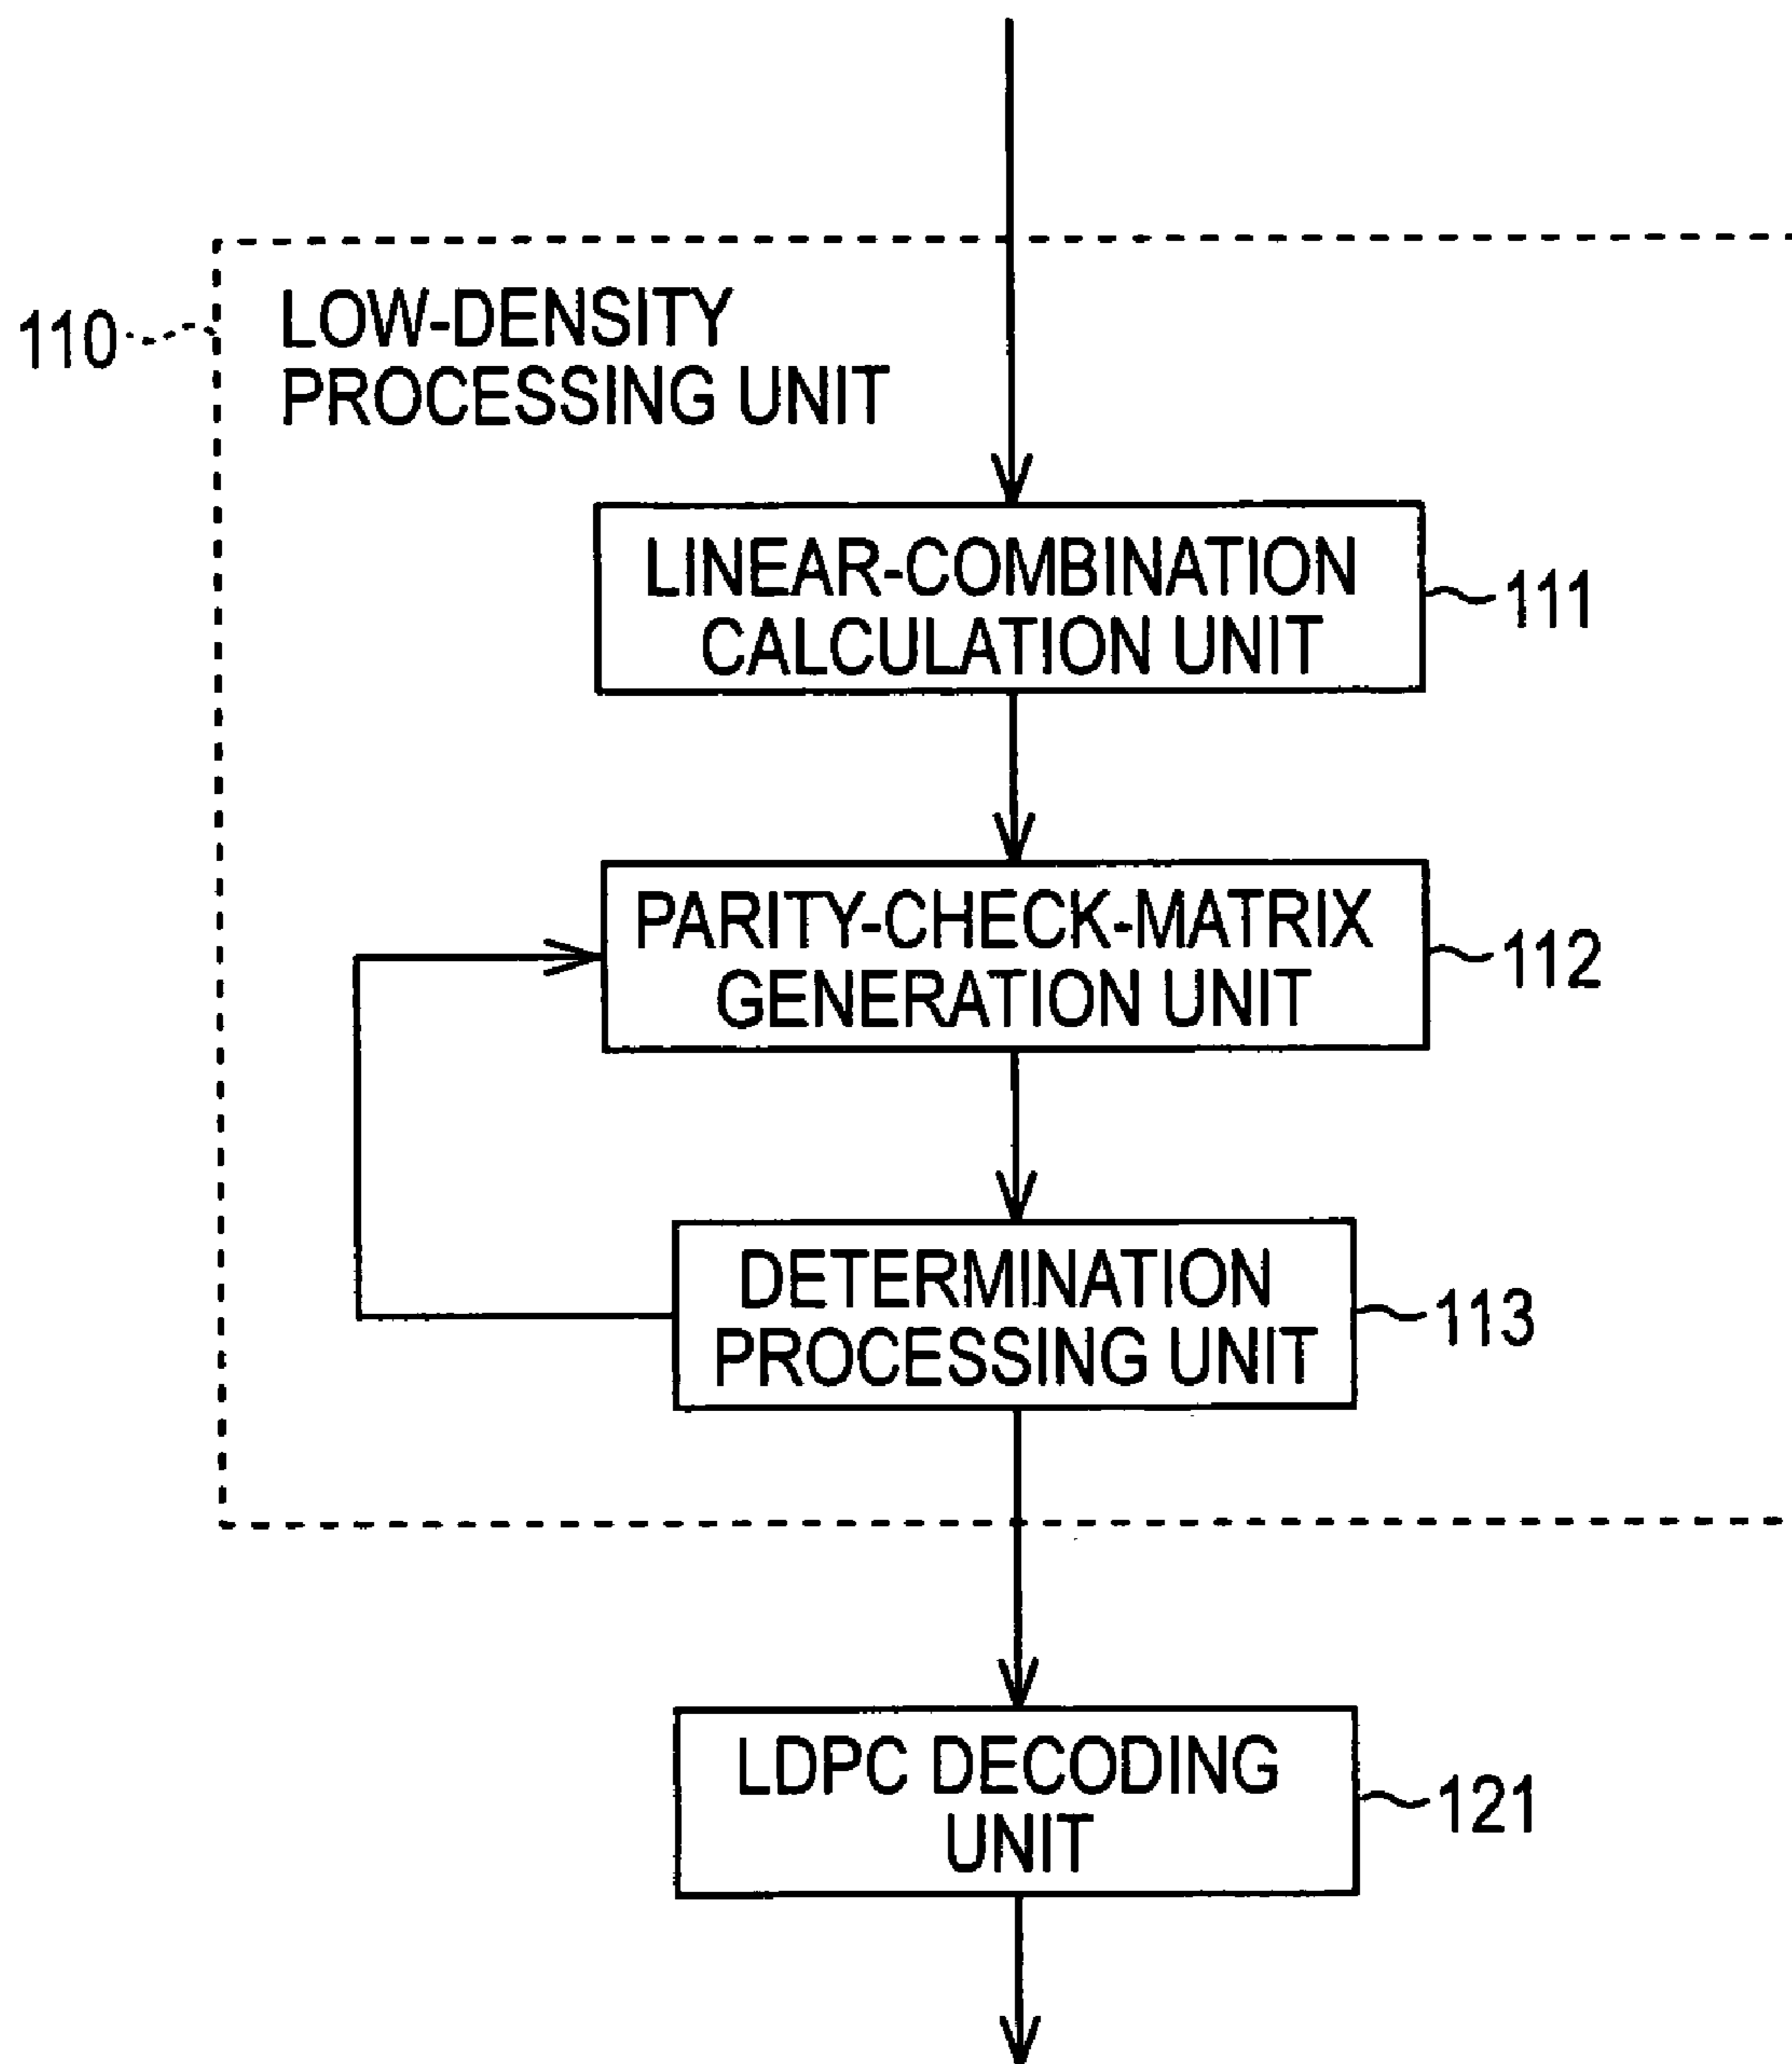 110
LOW-DENSITY
PROCESSING UNIT
LINEAR-COMBINATION
CALCULATION UNIT
111
PARITY-CHECK-MATRIX
GENERATION UNIT
112
DETERMINATION
PROCESSING UNIT
113
LDPC DECODING
UNIT
121